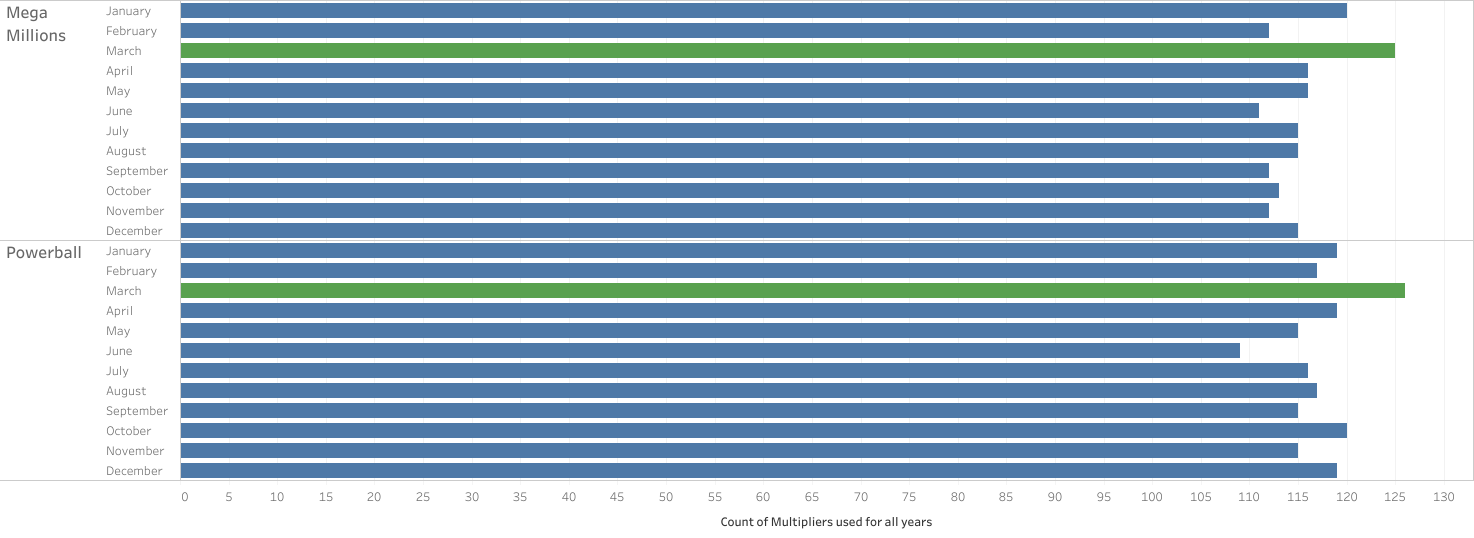 Mega
Millions
January
February
March
April
May
June
July
August
September
October
November
December
Powerball
January
February
March
April
May
June
July
August
September
October
November
December
0 5 10 15 20 25 30 35 40 45 50 55 60 65 70 75 80 85 90 95 100 105 110 115 120 125 130
Count of Multipliers used for all years